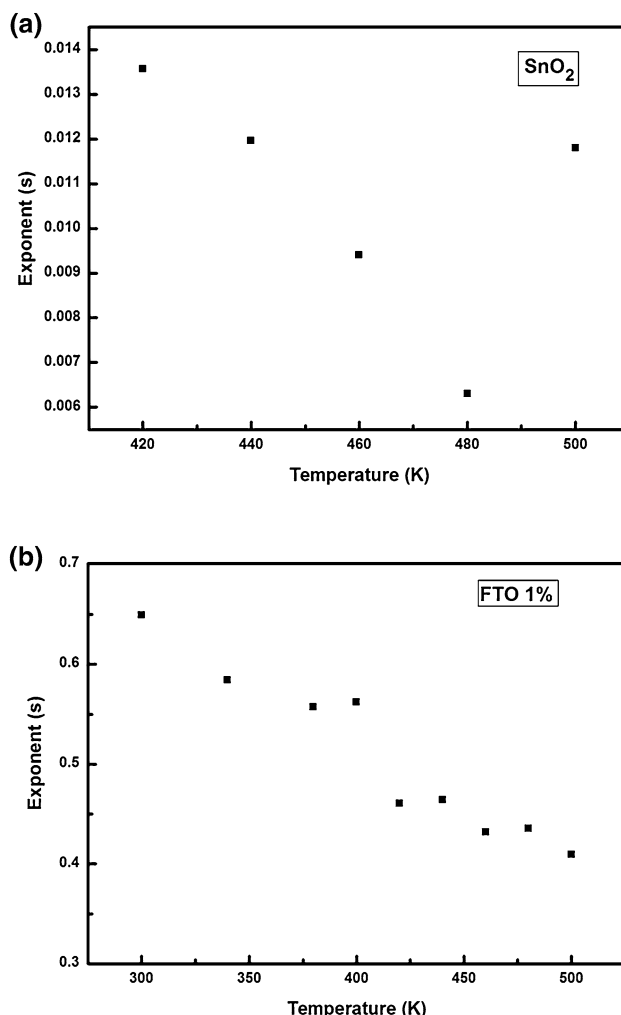 (a)
0.014
SnO2
0.013
0.012
0.011
0.010
0.009
0.008
0.007
0.006
Exponent (s)
420 440 460 480 500
Temperature (K)
(b)
0.7
FTO 1%
0.6
0.5
0.4
0.3
Exponent (s)
300 350 400 450 500
Temperature (K)